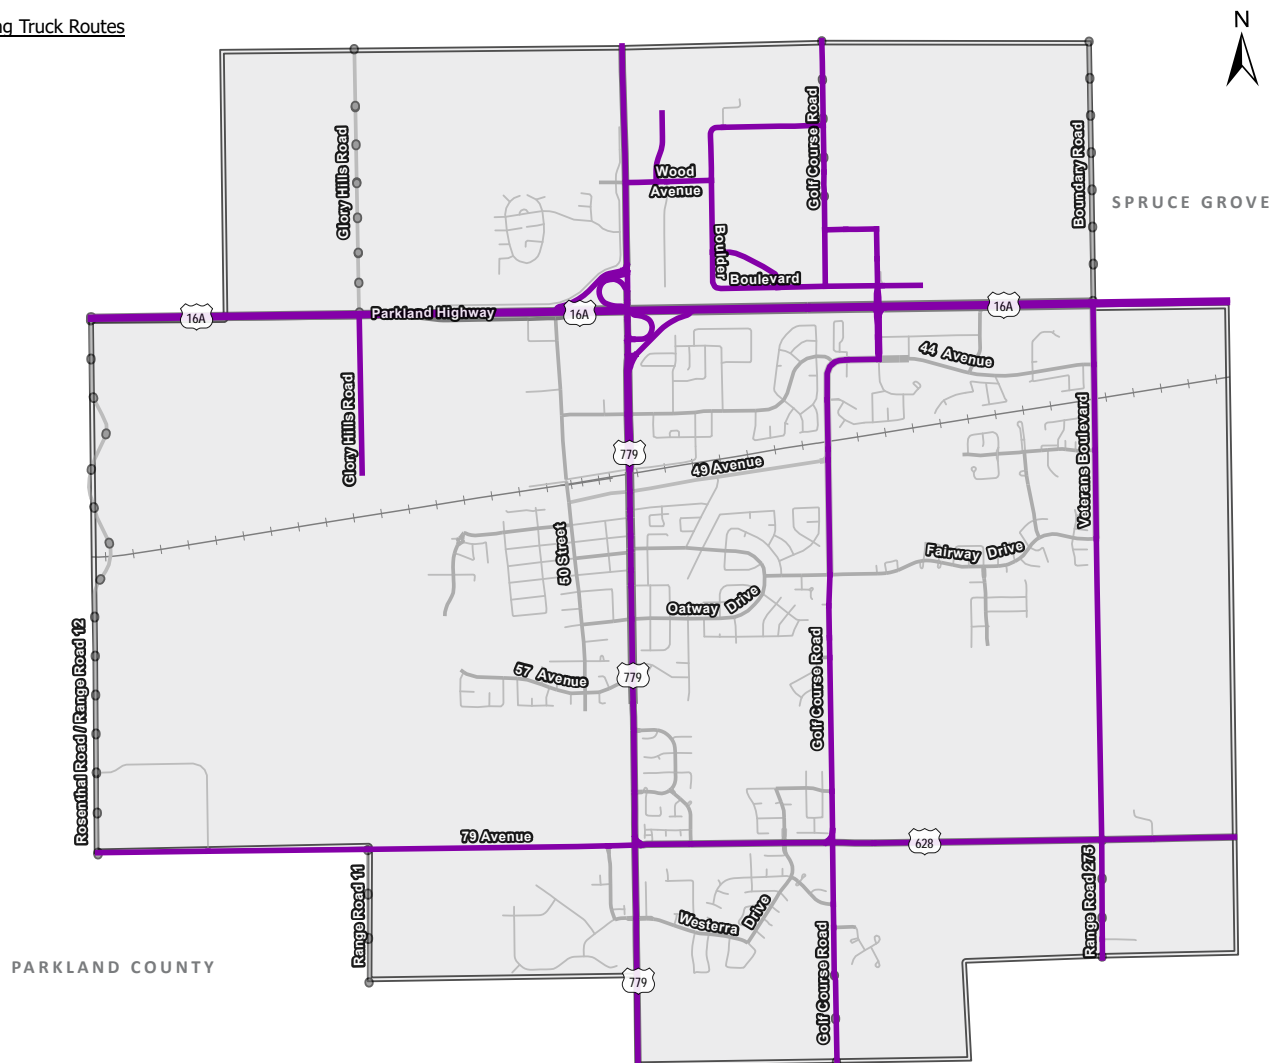 Truck Routes
N
Glory Hills Road
Wood
Avenue
Golf Course Road
Boundary Road
SPRUCE GROVE
Boulder
Boulevard
16A
Parkland Highway
16A
16A
44 Avenue
Glory Hills Road
779
49 Avenue
Veterans Boulevard
50 Street
Fairway Drive
Oatway Drive
Rosenthal Road / Range Road 12
57 Avenue
779
Golf Course Road
79 Avenue
628
Range Road 11
Range Road 275
Westerra Drive
Golf Course Road
PARKLAND COUNTY
779